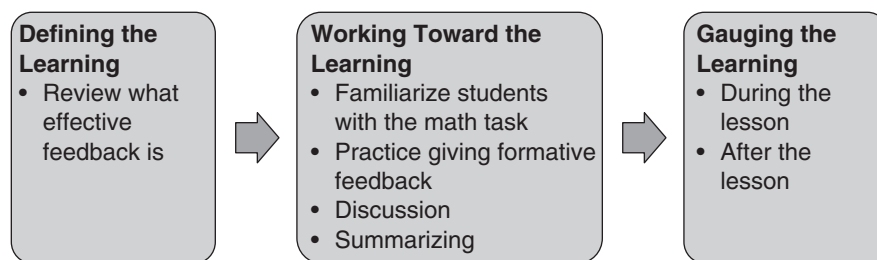 Defining the
Learning
• Review what
effective
feedback is
Working Toward the
Learning
• Familiarize students
with the math task
• Practice giving formative
feedback
• Discussion
• Summarizing
Gauging the
Learning
• During the
lesson
• After the
lesson